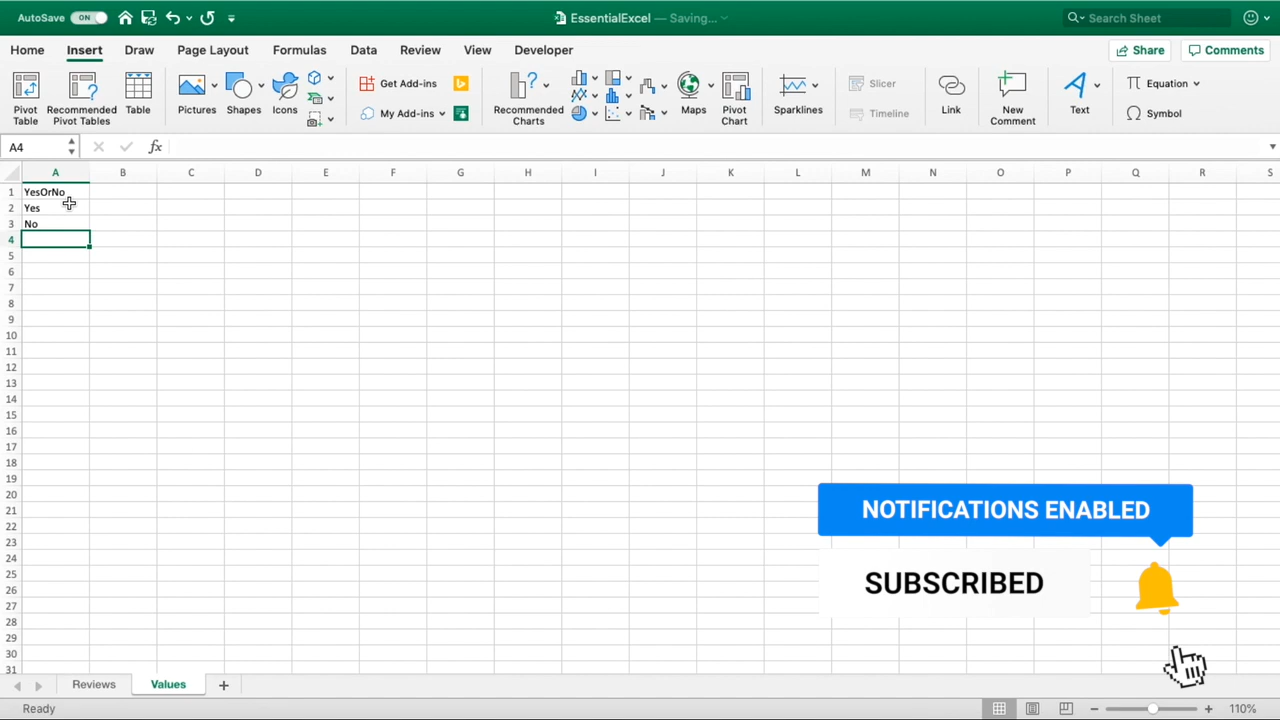 AutoSave ON EssentialExcel — Saving... Search Sheet
Home Insert Draw Page Layout Formulas Data Review View Developer Share Comments
Pivot Table
Recommended Pivot Tables
Table
Pictures
Shapes
Icons
Get Add-ins
My Add-ins
Recommended Charts
Maps
Pivot Chart
Sparklines
Slicer
Timeline
Link
New Comment
Text
Equation
Symbol
A4 fx
A B C D E F G H I J K L M N O P Q R S
1 YesOrNo
2 Yes
3 No
4
5
6
7
8
9
10
11
12
13
14
15
16
17
18
19
20
21
22
23
24
25
26
27
28
29
30
31
NOTIFICATIONS ENABLED
SUBSCRIBED
Reviews Values +
Ready 110%